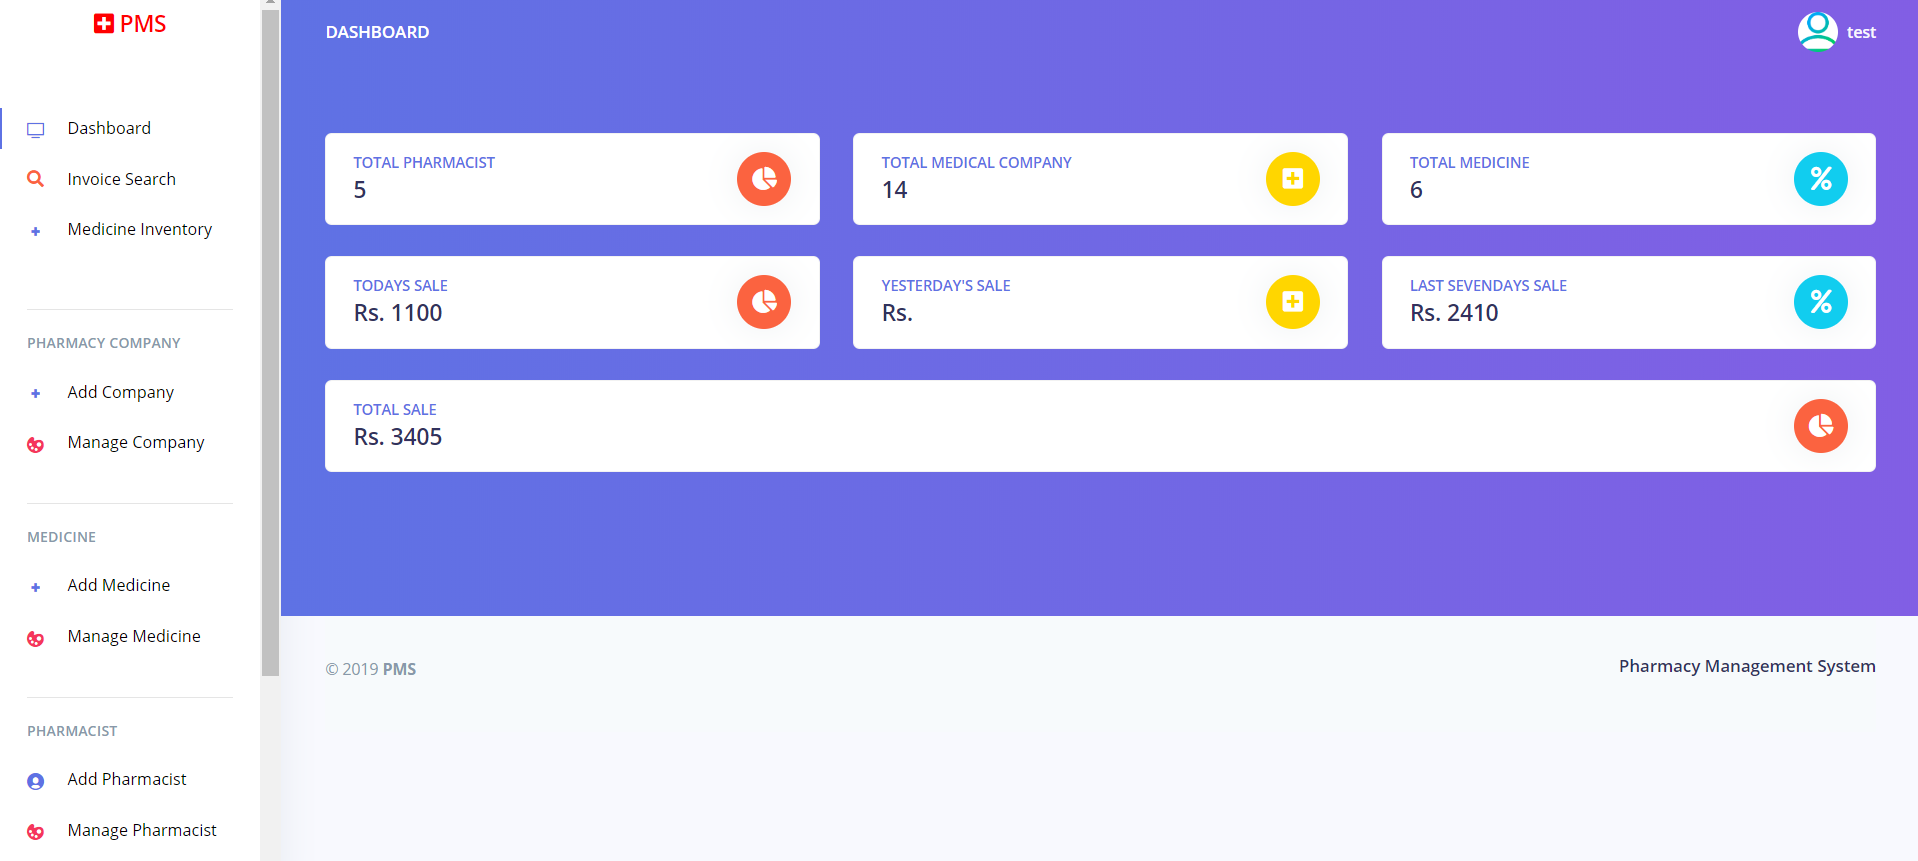 PMS
Dashboard
Invoice Search
Medicine Inventory
PHARMACY COMPANY
Add Company
Manage Company
MEDICINE
Add Medicine
Manage Medicine
PHARMACIST
Add Pharmacist
Manage Pharmacist
DASHBOARD
test
TOTAL PHARMACIST
5
TOTAL MEDICAL COMPANY
14
TOTAL MEDICINE
6
TODAYS SALE
Rs. 1100
YESTERDAY'S SALE
Rs.
LAST SEVENDAYS SALE
Rs. 2410
TOTAL SALE
Rs. 3405
© 2019 PMS
Pharmacy Management System